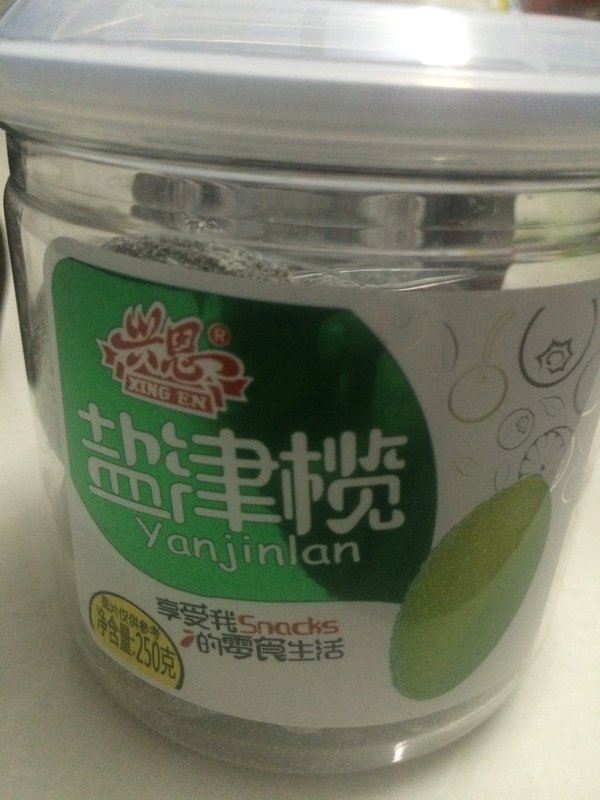 兴恩®
XING EN
盐津榄
Yanjinlan
享受我Snacks
的零食生活
图片仅供参考
净含量:250克